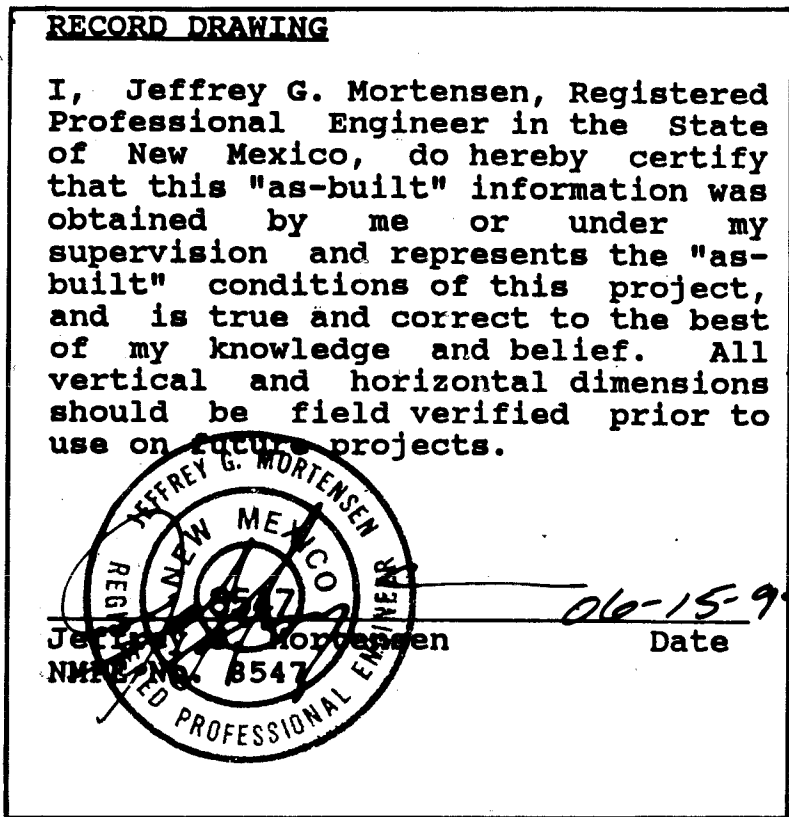 RECORD DRAWING
I, Jeffrey G. Mortensen, Registered
Professional Engineer in the State
of New Mexico, do hereby certify
that this "as-built" information was
obtained by me or under my
supervision and represents the "as-
built" conditions of this project,
and is true and correct to the best
of my knowledge and belief. All
vertical and horizontal dimensions
should be field verified prior to
use on future projects.
JEFFREY G. MORTENSEN
NEW MEXICO
8547
REGISTERED PROFESSIONAL ENGINEER
06-15-9
Jeffrey G. Mortensen Date
NMPE No. 8547